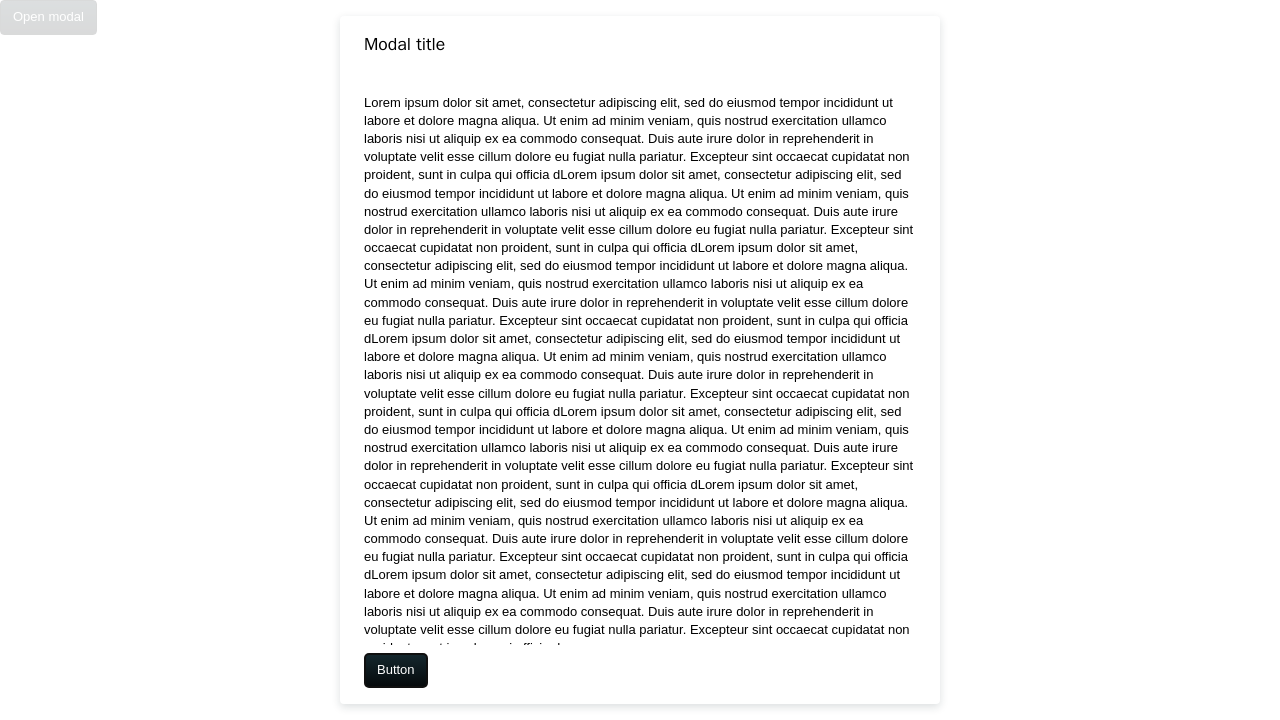 Open modal
Modal title
Lorem ipsum dolor sit amet, consectetur adipiscing elit, sed do eiusmod tempor incididunt ut
labore et dolore magna aliqua. Ut enim ad minim veniam, quis nostrud exercitation ullamco
laboris nisi ut aliquip ex ea commodo consequat. Duis aute irure dolor in reprehenderit in
voluptate velit esse cillum dolore eu fugiat nulla pariatur. Excepteur sint occaecat cupidatat non
proident, sunt in culpa qui officia dLorem ipsum dolor sit amet, consectetur adipiscing elit, sed
do eiusmod tempor incididunt ut labore et dolore magna aliqua. Ut enim ad minim veniam, quis
nostrud exercitation ullamco laboris nisi ut aliquip ex ea commodo consequat. Duis aute irure
dolor in reprehenderit in voluptate velit esse cillum dolore eu fugiat nulla pariatur. Excepteur sint
occaecat cupidatat non proident, sunt in culpa qui officia dLorem ipsum dolor sit amet,
consectetur adipiscing elit, sed do eiusmod tempor incididunt ut labore et dolore magna aliqua.
Ut enim ad minim veniam, quis nostrud exercitation ullamco laboris nisi ut aliquip ex ea
commodo consequat. Duis aute irure dolor in reprehenderit in voluptate velit esse cillum dolore
eu fugiat nulla pariatur. Excepteur sint occaecat cupidatat non proident, sunt in culpa qui officia
dLorem ipsum dolor sit amet, consectetur adipiscing elit, sed do eiusmod tempor incididunt ut
labore et dolore magna aliqua. Ut enim ad minim veniam, quis nostrud exercitation ullamco
laboris nisi ut aliquip ex ea commodo consequat. Duis aute irure dolor in reprehenderit in
voluptate velit esse cillum dolore eu fugiat nulla pariatur. Excepteur sint occaecat cupidatat non
proident, sunt in culpa qui officia dLorem ipsum dolor sit amet, consectetur adipiscing elit, sed
do eiusmod tempor incididunt ut labore et dolore magna aliqua. Ut enim ad minim veniam, quis
nostrud exercitation ullamco laboris nisi ut aliquip ex ea commodo consequat. Duis aute irure
dolor in reprehenderit in voluptate velit esse cillum dolore eu fugiat nulla pariatur. Excepteur sint
occaecat cupidatat non proident, sunt in culpa qui officia dLorem ipsum dolor sit amet,
consectetur adipiscing elit, sed do eiusmod tempor incididunt ut labore et dolore magna aliqua.
Ut enim ad minim veniam, quis nostrud exercitation ullamco laboris nisi ut aliquip ex ea
commodo consequat. Duis aute irure dolor in reprehenderit in voluptate velit esse cillum dolore
eu fugiat nulla pariatur. Excepteur sint occaecat cupidatat non proident, sunt in culpa qui officia
dLorem ipsum dolor sit amet, consectetur adipiscing elit, sed do eiusmod tempor incididunt ut
labore et dolore magna aliqua. Ut enim ad minim veniam, quis nostrud exercitation ullamco
laboris nisi ut aliquip ex ea commodo consequat. Duis aute irure dolor in reprehenderit in
voluptate velit esse cillum dolore eu fugiat nulla pariatur. Excepteur sint occaecat cupidatat non
Button